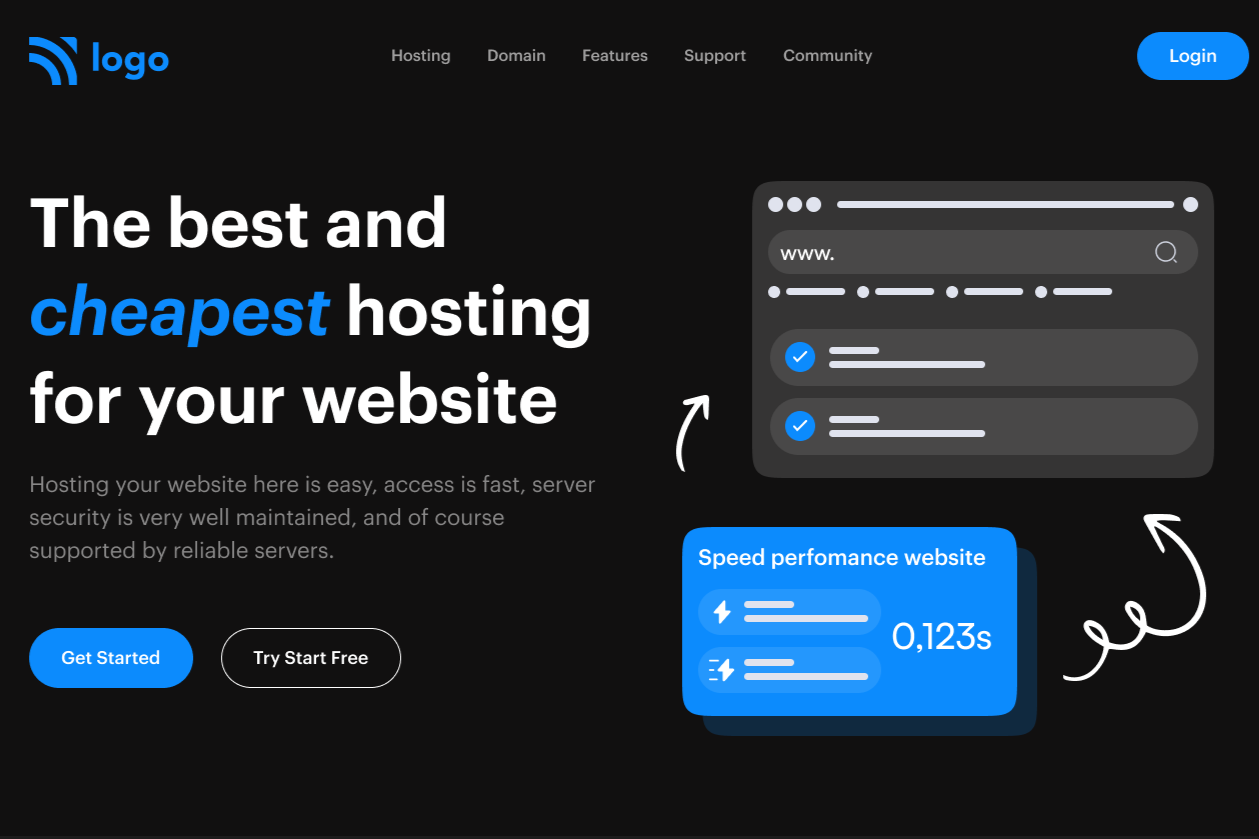 logo
Hosting
Domain
Features
Support
Community
Login
The best and
cheapest hosting
for your website
Hosting your website here is easy, access is fast, server
security is very well maintained, and of course
supported by reliable servers.
Get Started
Try Start Free
www.
Speed perfomance website
0,123s